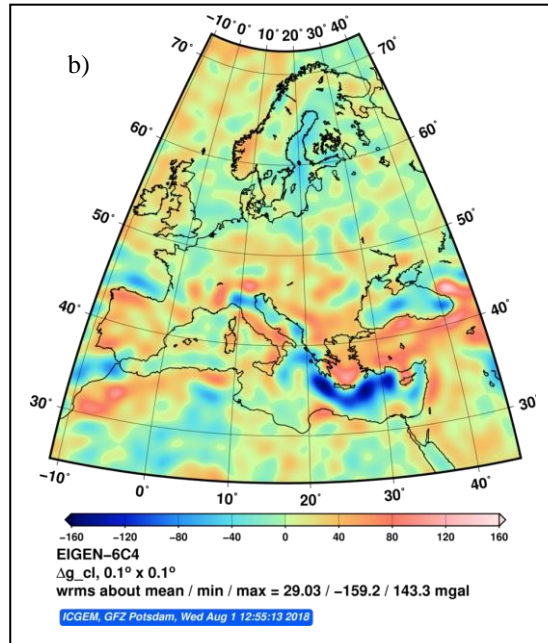 b)
−10° 0° 10° 20° 30° 40°
70° 70°
60° 60°
50° 50°
40° 40°
30° 30°
−10° 0° 10° 20° 30° 40°
−160 −120 −80 −40 0 40 80 120 160
EIGEN−6C4
Δg_cl, 0.1° x 0.1°
wrms about mean / min / max = 29.03 / −159.2 / 143.3 mgal
ICGEM, GFZ Potsdam, Wed Aug 1 12:55:13 2018